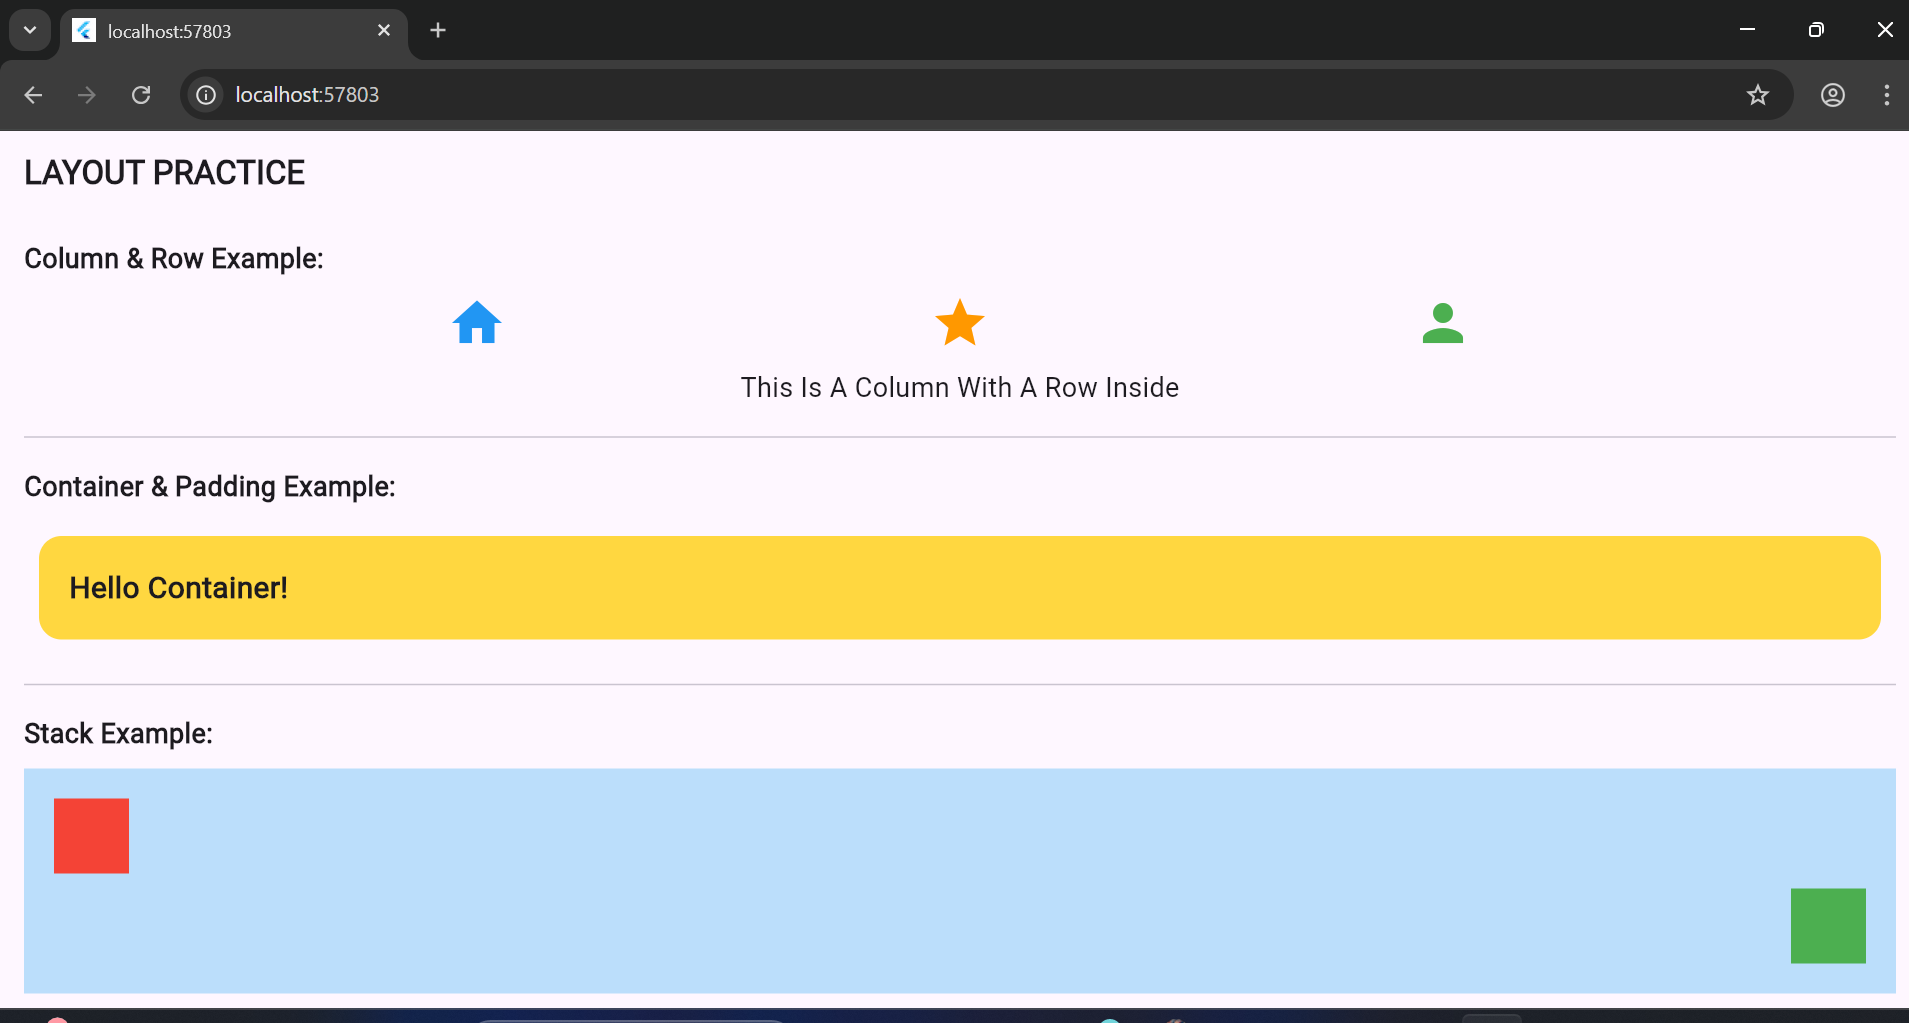 localhost:57803
localhost:57803
LAYOUT PRACTICE
Column & Row Example:
This Is A Column With A Row Inside
Container & Padding Example:
Hello Container!
Stack Example: